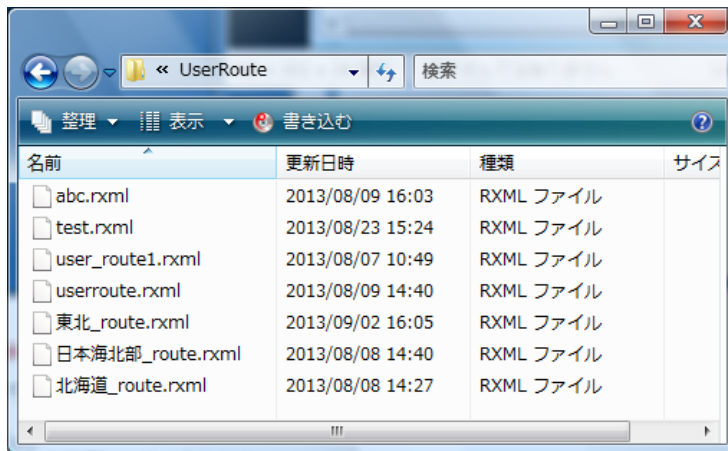 « UserRoute 検索
整理 表示 書き込む
名前 更新日時 種類 サイズ
abc.rxml 2013/08/09 16:03 RXML ファイル
test.rxml 2013/08/23 15:24 RXML ファイル
user_route1.rxml 2013/08/07 10:49 RXML ファイル
userroute.rxml 2013/08/09 14:40 RXML ファイル
東北_route.rxml 2013/09/02 16:05 RXML ファイル
日本海北部_route.rxml 2013/08/08 14:40 RXML ファイル
北海道_route.rxml 2013/08/08 14:27 RXML ファイル